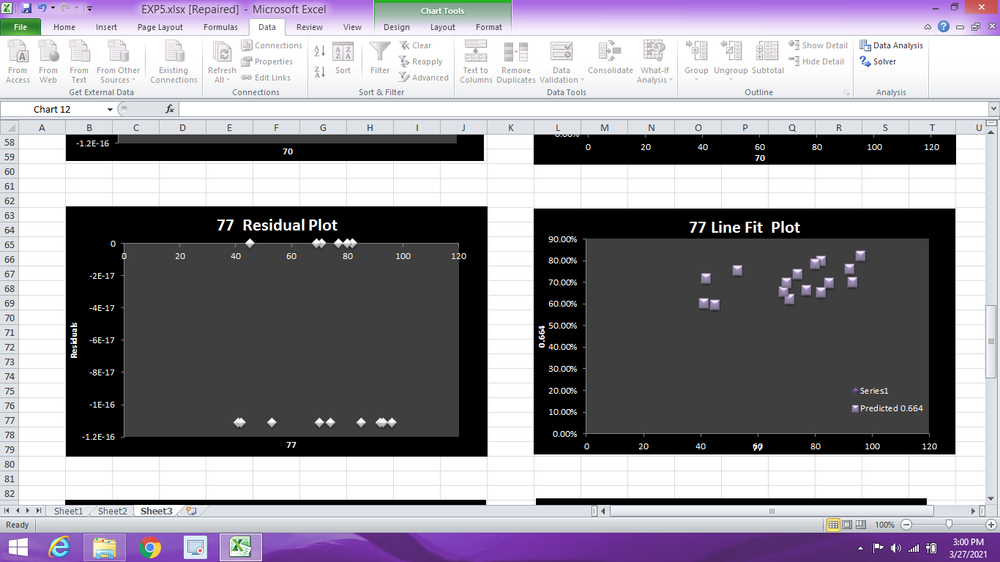 EXP5.xlsx [Repaired] - Microsoft Excel
Chart Tools
File Home Insert Page Layout Formulas Data Review View Design Layout Format
From Access
From Web
From Text
From Other Sources
Existing Connections
Refresh All
Connections
Properties
Edit Links
Sort
Filter
Clear
Reapply
Advanced
Text to Columns
Remove Duplicates
Data Validation
Consolidate
What-If Analysis
Group
Ungroup
Subtotal
Show Detail
Hide Detail
Data Analysis
Solver
Get External Data Connections Sort & Filter Data Tools Outline Analysis
Chart 12
fx
A B C D E F G H I J K L M N O P Q R S T U
58
59
60
61
62
63
64
65
66
67
68
69
70
71
72
73
74
75
76
77
78
79
80
81
82
-1.2E-16
70
0.00%
0 20 40 60 80 100 120
70
77 Residual Plot
0
-2E-17
-4E-17
-6E-17
-8E-17
-1E-16
-1.2E-16
0 20 40 60 80 100 120
Residuals
77
77 Line Fit Plot
90.00%
80.00%
70.00%
60.00%
50.00%
40.00%
30.00%
20.00%
10.00%
0.00%
0 20 40 60 80 100 120
0.664
77
Series1
Predicted 0.664
Sheet1 Sheet2 Sheet3
Ready
100%
3:00 PM
3/27/2021